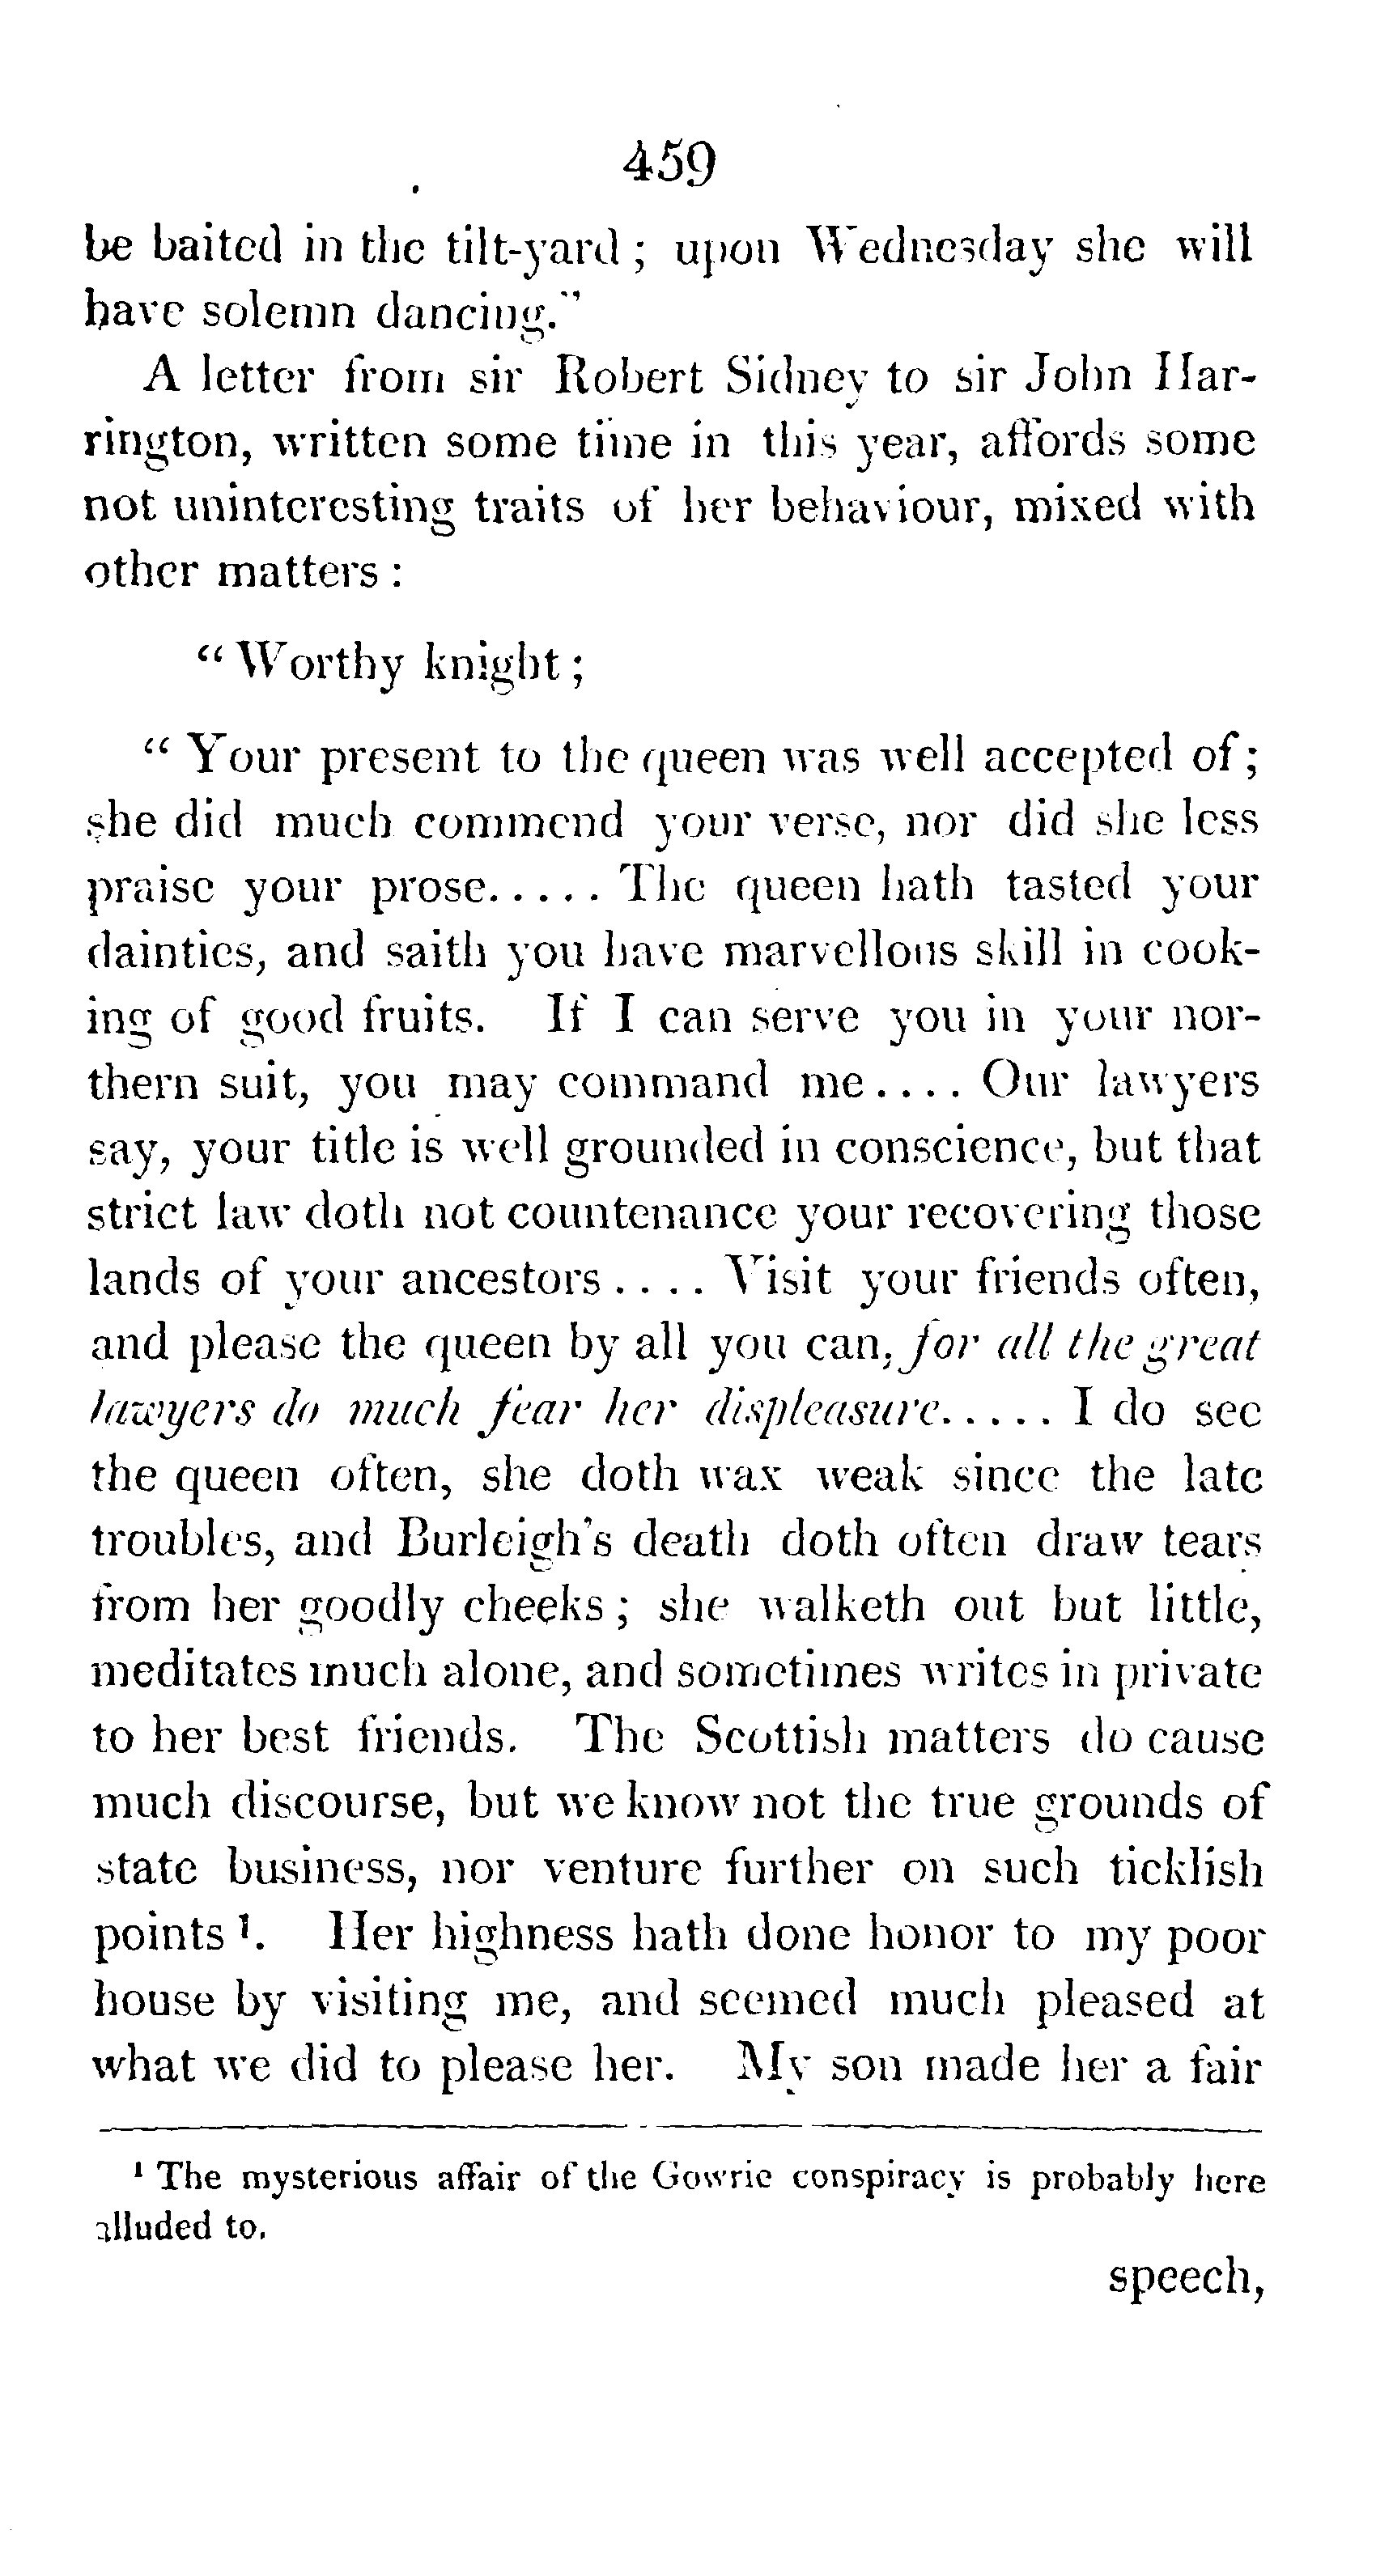 459
be baited in the tilt-yard; upon Wednesday she will
have solemn dancing."
A letter from sir Robert Sidney to sir John Har-
rington, written some time in this year, affords some
not uninteresting traits of her behaviour, mixed with
other matters:
"Worthy knight;
"Your present to the queen was well accepted of;
she did much commend your verse, nor did she less
praise your prose..... The queen hath tasted your
dainties, and saith you have marvellous skill in cook-
ing of good fruits. If I can serve you in your nor-
thern suit, you may command me.... Our lawyers
say, your title is well grounded in conscience, but that
strict law doth not countenance your recovering those
lands of your ancestors.... Visit your friends often,
and please the queen by all you can, for all the great
lawyers do much fear her displeasure..... I do see
the queen often, she doth wax weak since the late
troubles, and Burleigh's death doth often draw tears
from her goodly cheeks; she walketh out but little,
meditates much alone, and sometimes writes in private
to her best friends. The Scottish matters do cause
much discourse, but we know not the true grounds of
state business, nor venture further on such ticklish
points ¹. Her highness hath done honor to my poor
house by visiting me, and seemed much pleased at
what we did to please her. My son made her a fair
¹ The mysterious affair of the Gowrie conspiracy is probably here
alluded to.
speech,